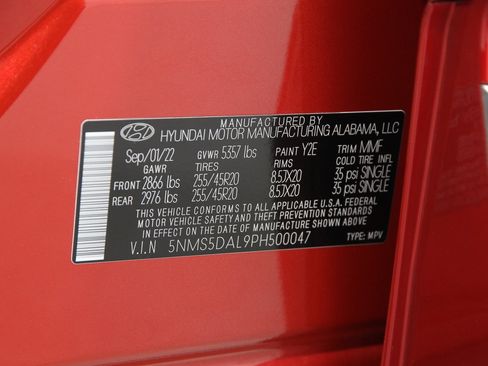 MANUFACTURED BY
HYUNDAI MOTOR MANUFACTURING ALABAMA, LLC
Sep/01/22 GVWR 5357 lbs PAINT Y2E TRIM MMF
GAWR TIRES RIMS COLD TIRE INFL
FRONT 2866 lbs 255/45R20 8.5JX20 35 psi SINGLE
REAR 2976 lbs 255/45R20 8.5JX20 35 psi SINGLE
THIS VEHICLE CONFORMS TO ALL APPLICABLE U.S.A. FEDERAL
MOTOR VEHICLE SAFETY AND THEFT PREVENTION STANDARDS
IN EFFECT ON THE DATE OF MANUFACTURE SHOWN ABOVE
V.I.N 5NMS5DAL9PH500047 TYPE: MPV